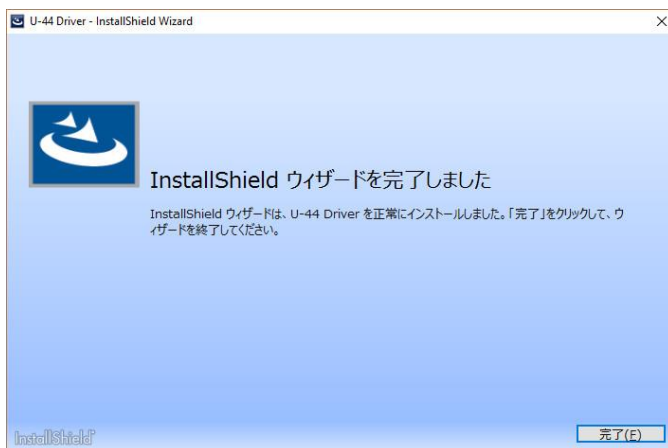 U-44 Driver - InstallShield Wizard
InstallShield ウィザードを完了しました
InstallShield ウィザードは、U-44 Driver を正常にインストールしました。「完了」をクリックして、ウ
ィザードを終了してください。
InstallShield
完了(F)